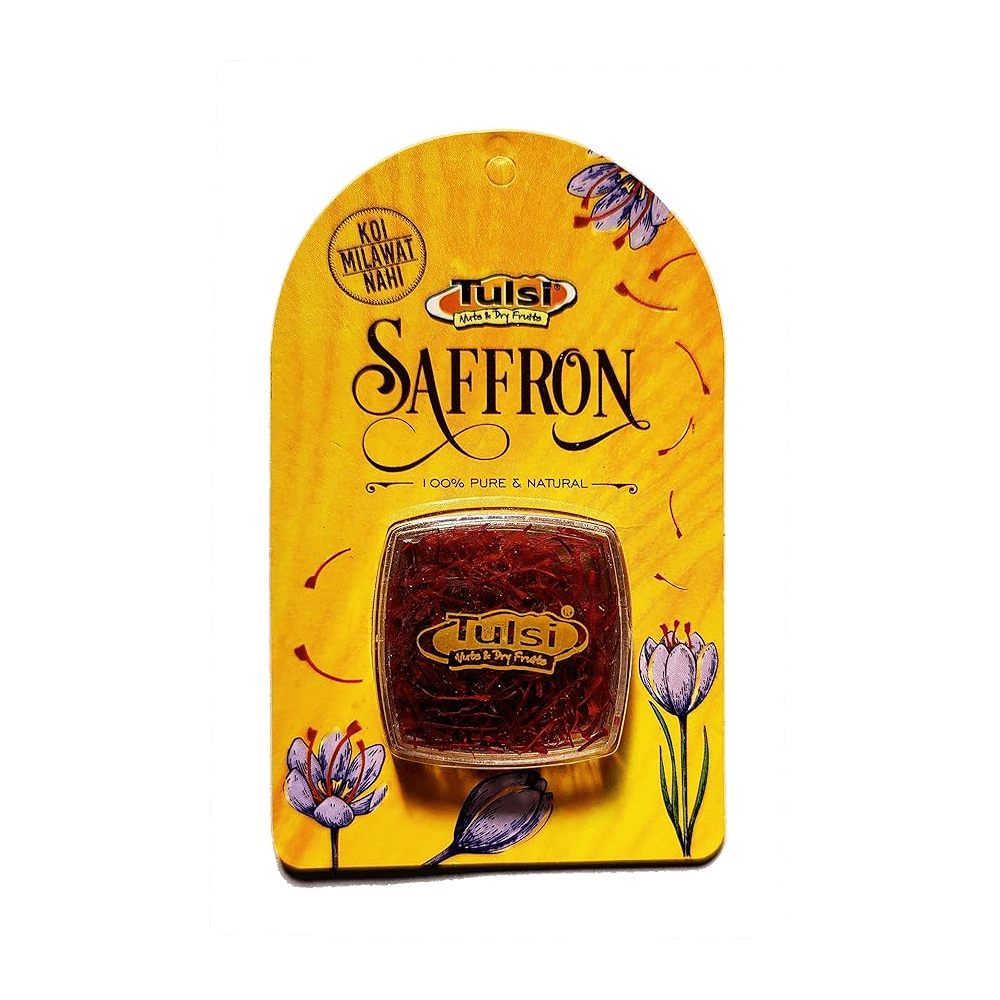 KOI
MILAWAT
NAHI
Tulsi®
Nuts & Dry Fruits
SAFFRON
100% PURE & NATURAL
Tulsi®
Nuts & Dry Fruits